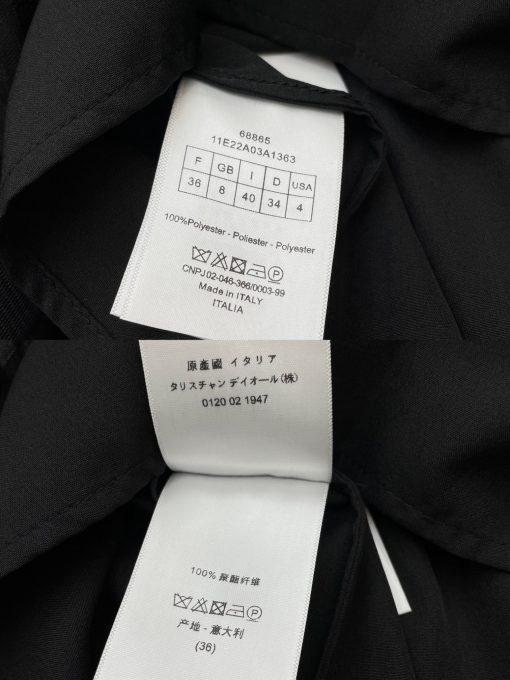 68865
11E22A03A1363
F GB I D USA
36 8 40 34 4
100%Polyester - Poliester - Polyester
CNPJ 02-046-366/0003-99
Made in ITALY
ITALIA
原產國 イタリア
タリスチャン デイオール(株)
0120 02 1947
100% 聚酯纤维
产地 - 意大利
(36)